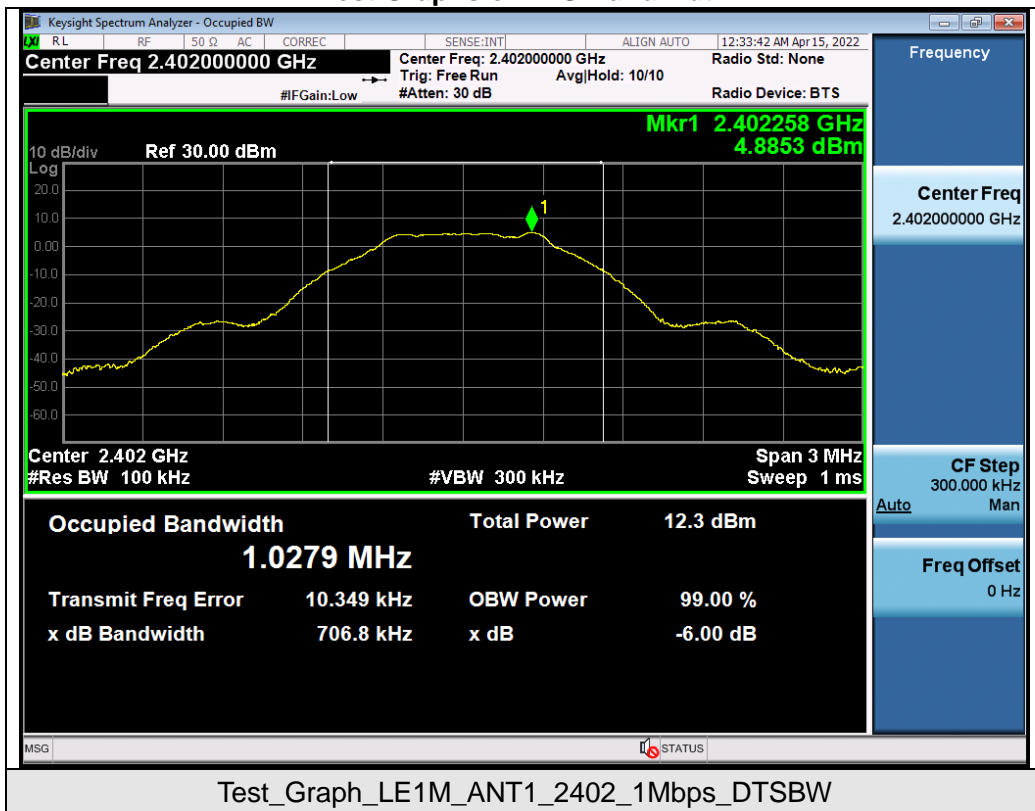 Keysight Spectrum Analyzer - Occupied BW
LXI RL RF 50 Ω AC CORREC SENSE:INT ALIGN AUTO 12:33:42 AM Apr 15, 2022
Center Freq 2.402000000 GHz
#IFGain:Low
Center Freq: 2.402000000 GHz
Trig: Free Run Avg|Hold: 10/10
#Atten: 30 dB
Radio Std: None
Radio Device: BTS
Mkr1 2.402258 GHz
4.8853 dBm
10 dB/div Ref 30.00 dBm
Log
20.0
10.0
0.00
-10.0
-20.0
-30.0
-40.0
-50.0
-60.0
1
Center 2.402 GHz Span 3 MHz
#Res BW 100 kHz #VBW 300 kHz Sweep 1 ms
Occupied Bandwidth Total Power 12.3 dBm
1.0279 MHz
Transmit Freq Error 10.349 kHz OBW Power 99.00 %
x dB Bandwidth 706.8 kHz x dB -6.00 dB
Frequency
Center Freq
2.402000000 GHz
CF Step
300.000 kHz
Auto Man
Freq Offset
0 Hz
MSG STATUS
Test_Graph_LE1M_ANT1_2402_1Mbps_DTSBW